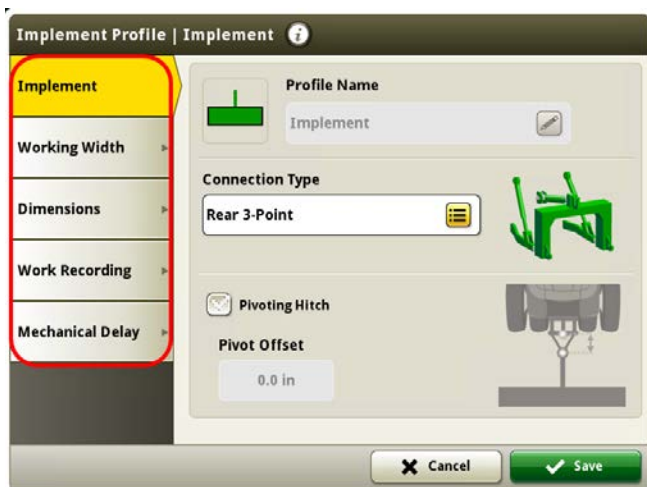 Implement Profile | Implement i
Implement
Working Width
Dimensions
Work Recording
Mechanical Delay
Profile Name
Implement
Connection Type
Rear 3-Point
Pivoting Hitch
Pivot Offset
0.0 in
Cancel
Save